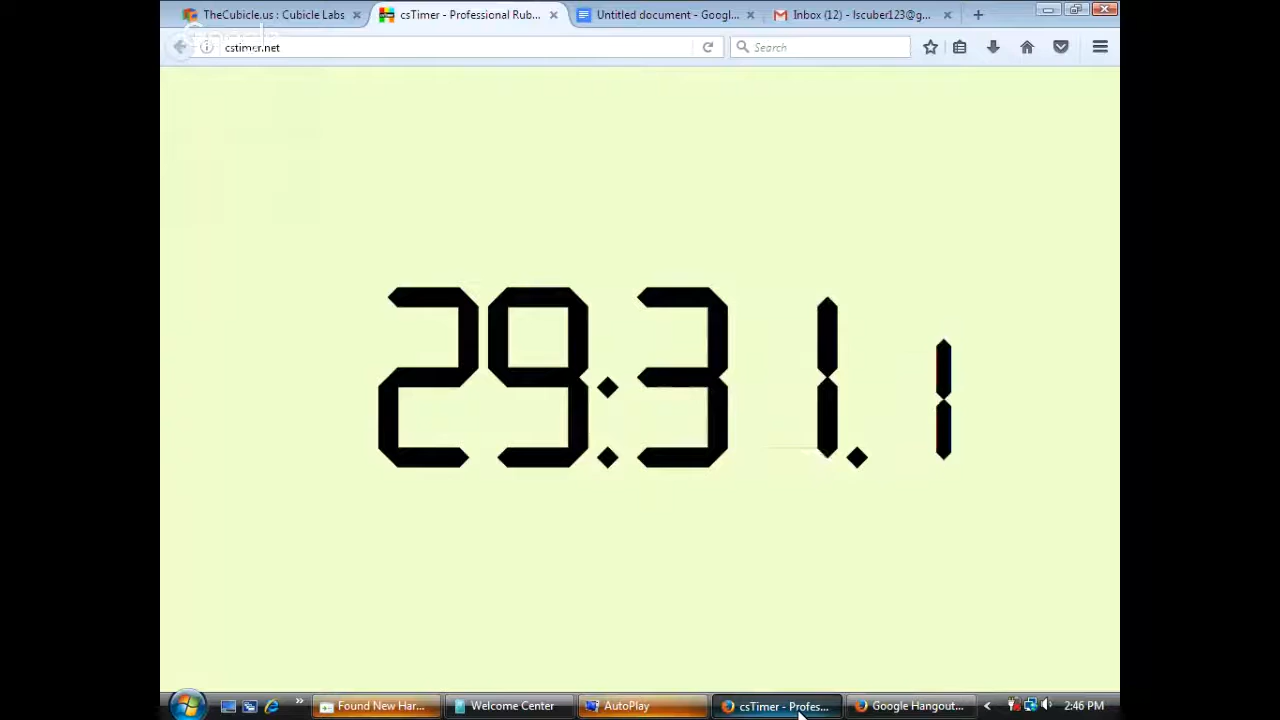 TheCubicle.us : Cubicle Labs
csTimer - Professional Rub...
Untitled document - Googl...
Inbox (12) - lscuber123@g...
cstimer.net
Search
29:31.1
Found New Har...
Welcome Center
AutoPlay
csTimer - Profes...
Google Hangout...
2:46 PM